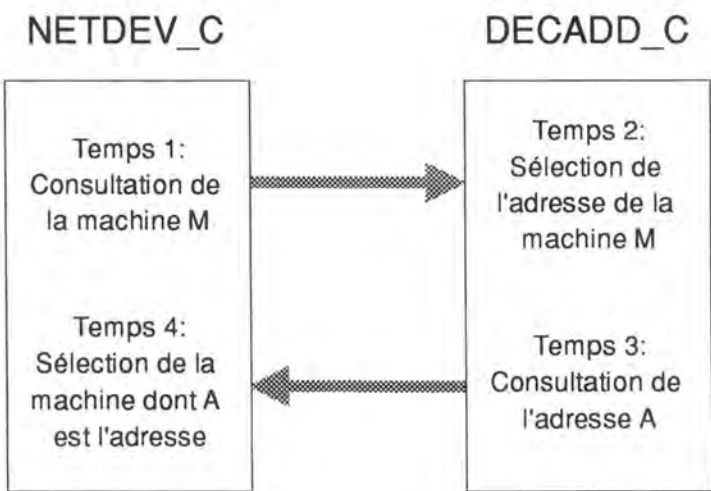 NETDEV_C
DECADD_C
Temps 1:
Consultation de
la machine M
Temps 2:
Sélection de
l'adresse de la
machine M
Temps 4:
Sélection de la
machine dont A
est l'adresse
Temps 3:
Consultation de
l'adresse A